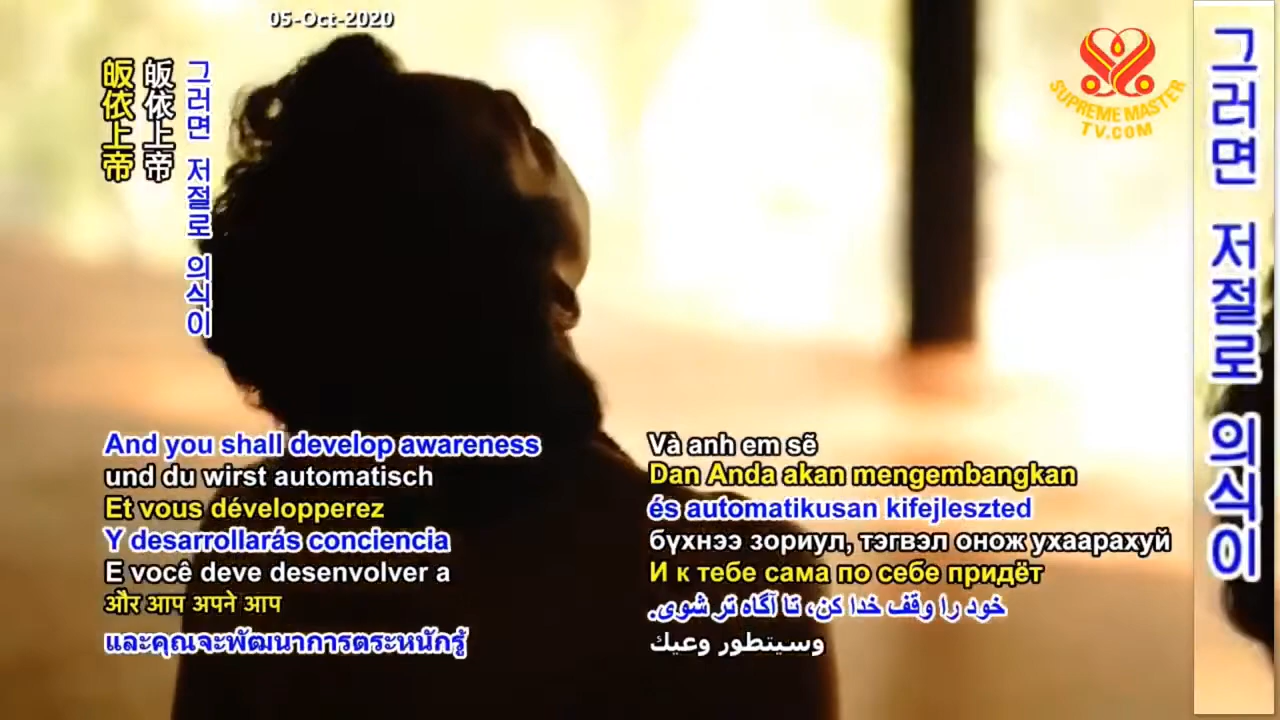 05-Oct-2020
SUPREME MASTER
TV.COM
皈依上帝
皈依上帝
그러면 저절로 의식이
And you shall develop awareness
und du wirst automatisch
Et vous développerez
Y desarrollarás conciencia
E você deve desenvolver a
और आप अपने आप
และคุณจะพัฒนาการตระหนักรู้
Và anh em sẽ
Dan Anda akan mengembangkan
és automatikusan kifejleszted
бүхнээ зориул, тэгвэл онож ухаарахуй
И к тебе сама по себе придёт
خود را وقف خدا کن، تا آگاه تر شوی.
وسيتطور وعيك
그러면 저절로 의식이